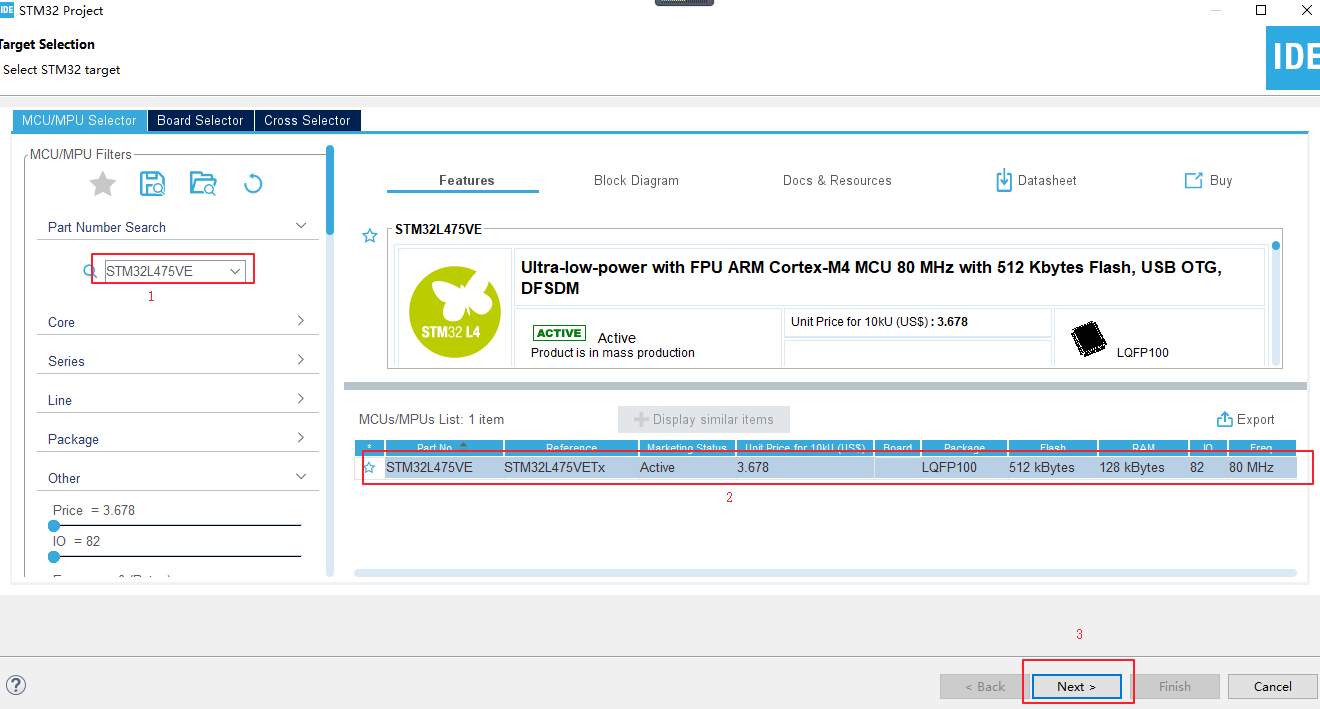 IDE STM32 Project
Target Selection
Select STM32 target
IDE
MCU/MPU Selector Board Selector Cross Selector
MCU/MPU Filters
Part Number Search
STM32L475VE
1
Core
Series
Line
Package
Other
Price = 3.678
IO = 82
Features Block Diagram Docs & Resources Datasheet Buy
STM32L475VE
STM32 L4
Ultra-low-power with FPU ARM Cortex-M4 MCU 80 MHz with 512 Kbytes Flash, USB OTG,
DFSDM
ACTIVE Active
Product is in mass production
Unit Price for 10kU (US$) : 3.678
LQFP100
MCUs/MPUs List: 1 item
Display similar items
Export
* Part No Reference Marketing Status Unit Price for 10kU (US$) Board Package Flash RAM IO Freq
STM32L475VE STM32L475VETx Active 3.678 LQFP100 512 kBytes 128 kBytes 82 80 MHz
2
3
? < Back Next > Finish Cancel